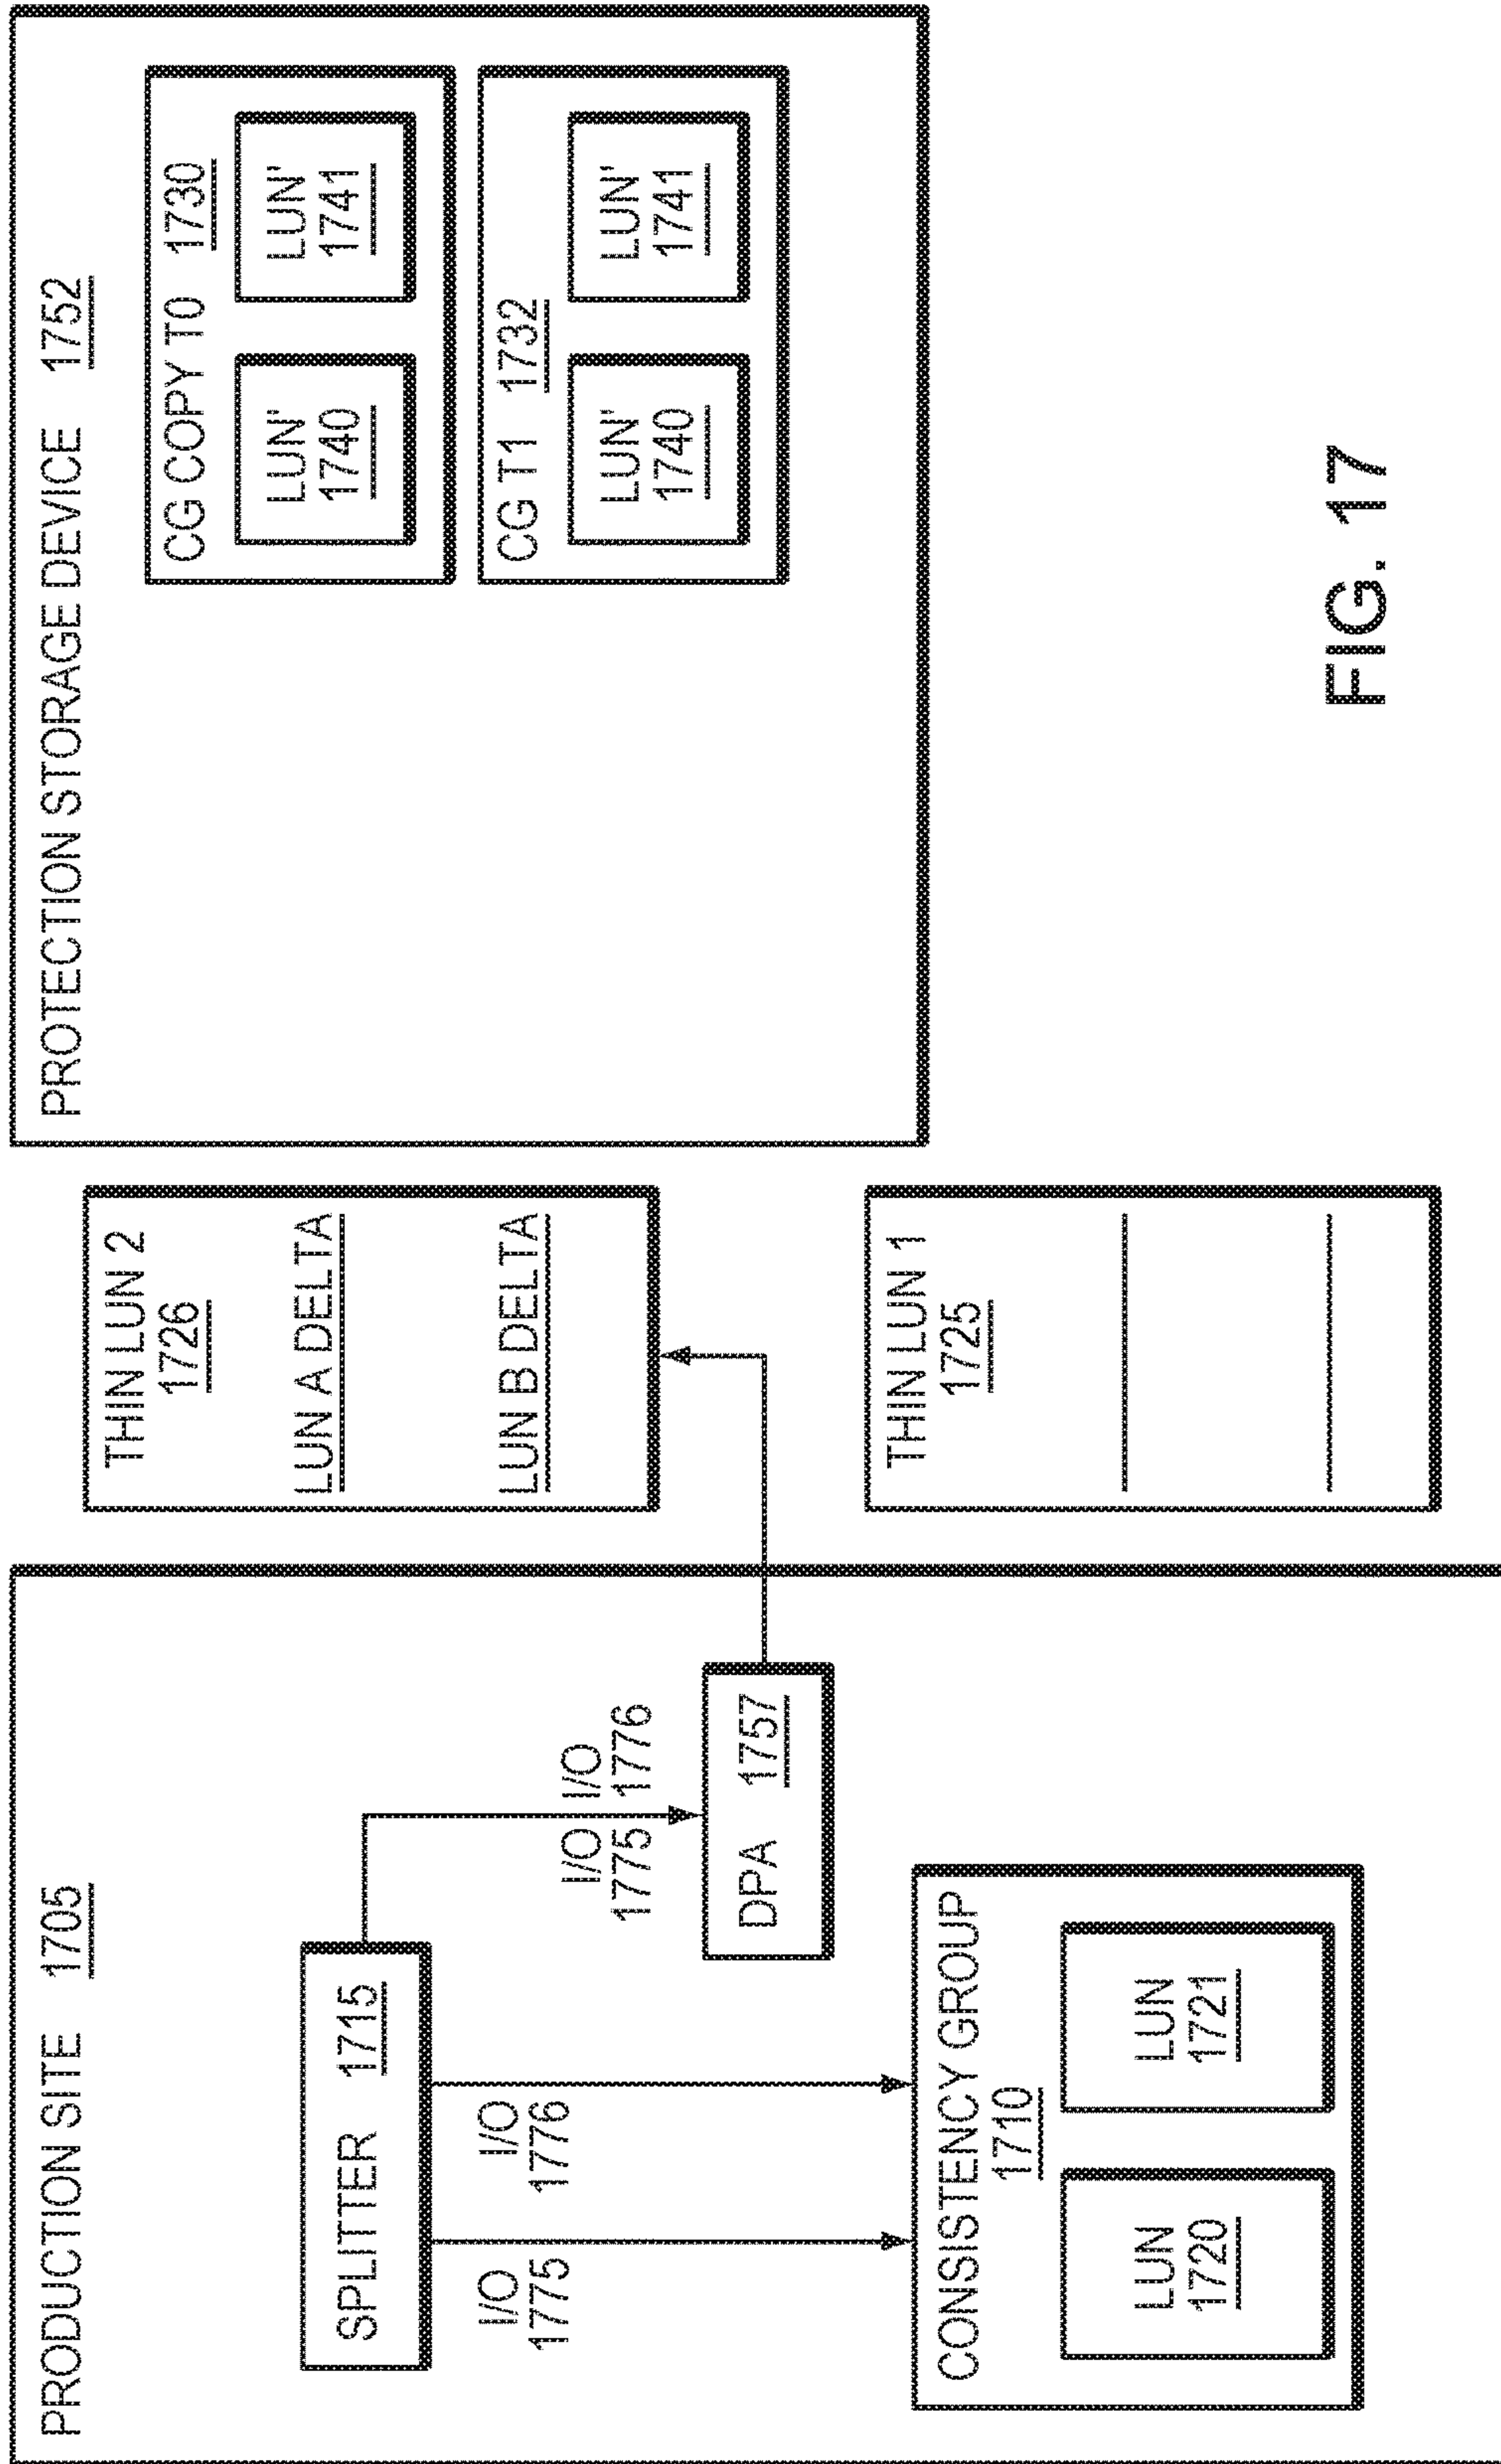 PRODUCTION SITE 1705
SPLITTER 1715
I/O
1775
I/O
1776
I/O I/O
1775 1776
DPA 1757
CONSISTENCY GROUP
1710
LUN
1720
LUN
1721
THIN LUN 2
1726
LUN A DELTA
LUN B DELTA
THIN LUN 1
1725
PROTECTION STORAGE DEVICE 1752
CG COPY T0 1730
LUN'
1740
LUN'
1741
CG T1 1732
LUN'
1740
LUN'
1741
FIG. 17